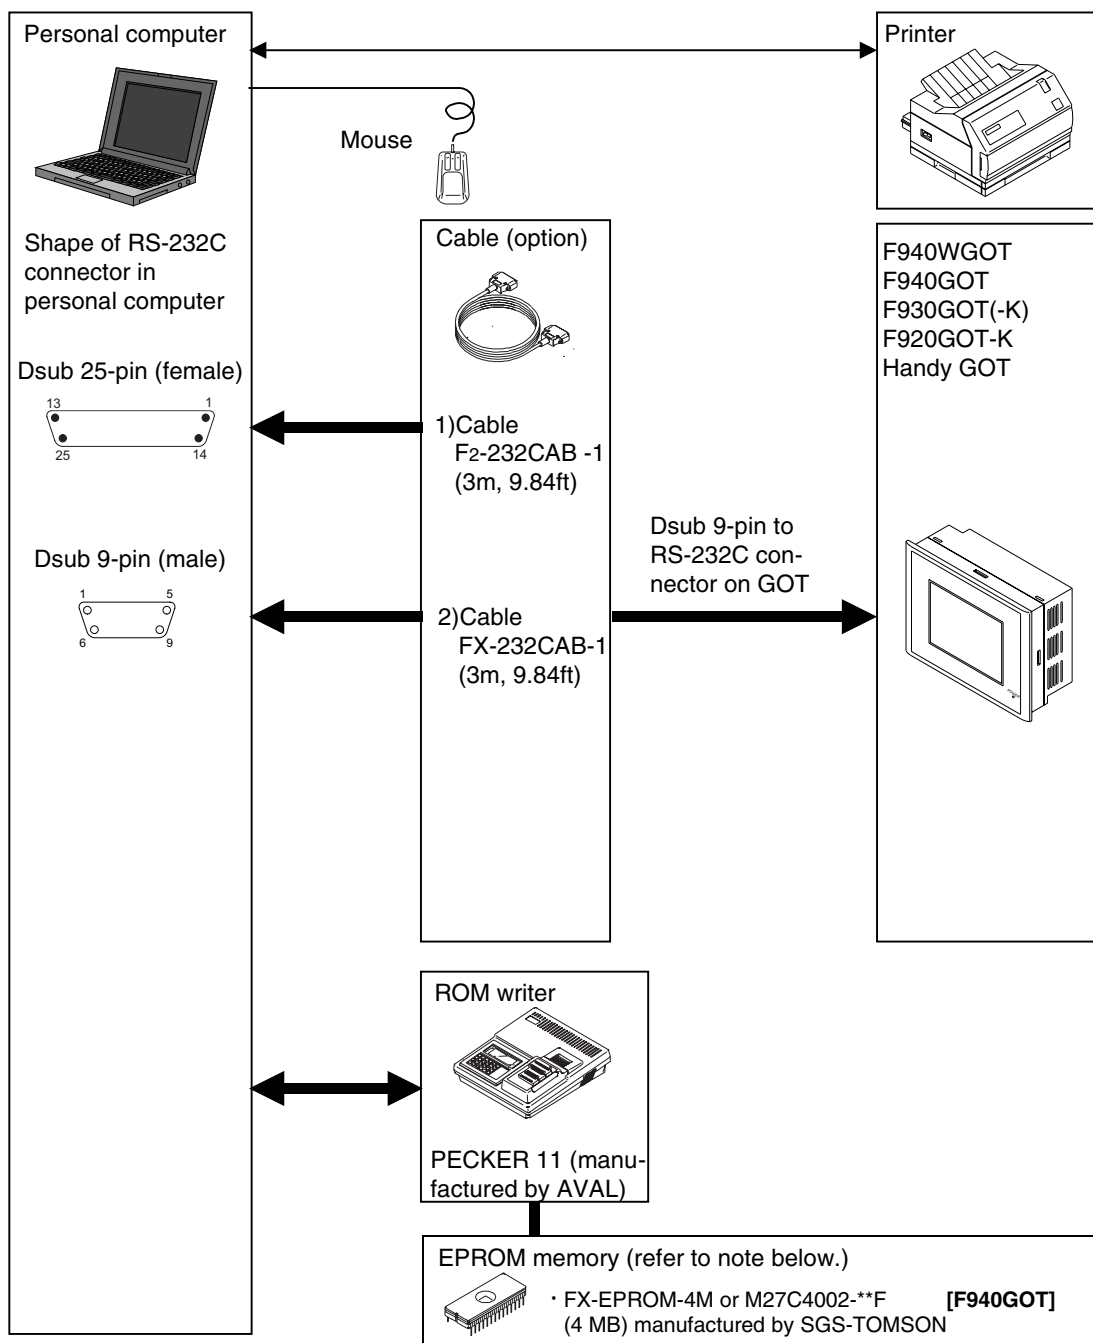 Personal computer
Printer
Mouse
Shape of RS-232C
connector in
personal computer
Dsub 25-pin (female)
13 1
25 14
Dsub 9-pin (male)
1 5
6 9
Cable (option)
1)Cable
F2-232CAB -1
(3m, 9.84ft)
2)Cable
FX-232CAB-1
(3m, 9.84ft)
Dsub 9-pin to
RS-232C con-
nector on GOT
F940WGOT
F940GOT
F930GOT(-K)
F920GOT-K
Handy GOT
ROM writer
PECKER 11 (manu-
factured by AVAL)
EPROM memory (refer to note below.)
· FX-EPROM-4M or M27C4002-**F [F940GOT]
(4 MB) manufactured by SGS-TOMSON